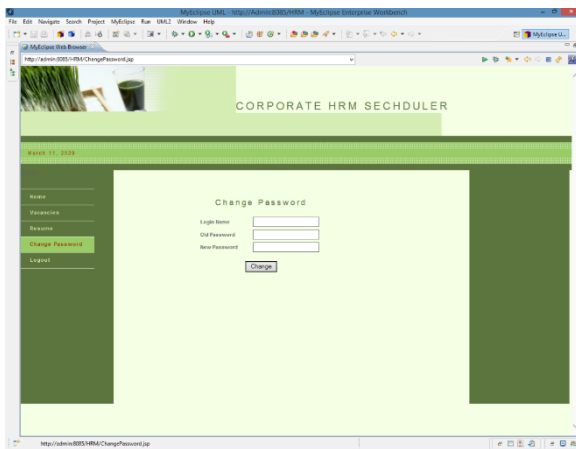 MyEclipse UML - http://Admin:8085/HRM - MyEclipse Enterprise Workbench
File Edit Navigate Search Project MyEclipse Run UML2 Window Help
MyEclipse U...
MyEclipse Web Browser
http://admin:8085/HRM/ChangePassword.jsp
CORPORATE HRM SECHDULER
March 11, 2024
Home
Vacancies
Resume
Change Password
Logout
Change Password
Login Name
Old Password
New Password
Change
http://admin:8085/HRM/ChangePassword.jsp